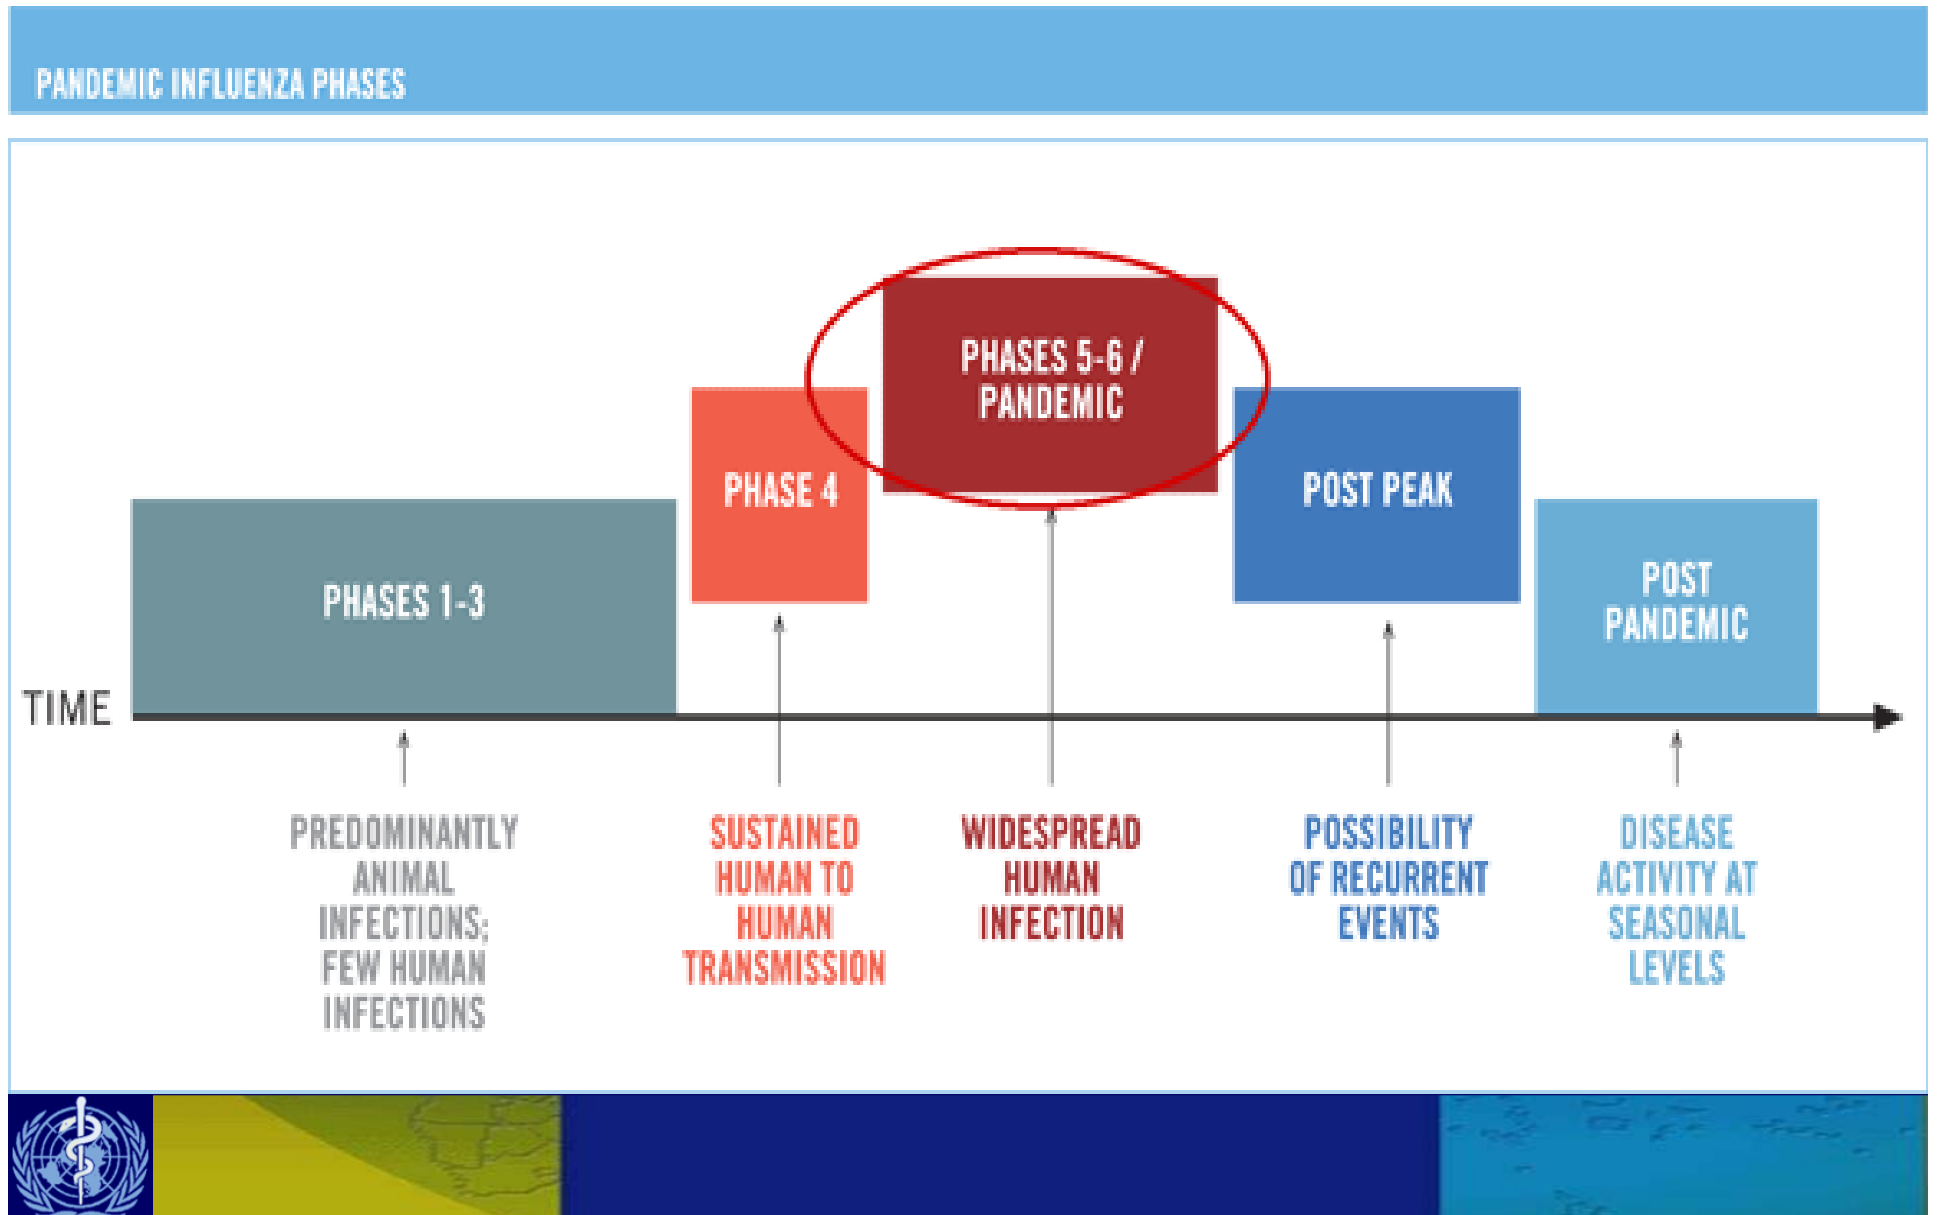 PANDEMIC INFLUENZA PHASES
PHASES 5-6 /
PANDEMIC
PHASE 4
POST PEAK
PHASES 1-3
POST
PANDEMIC
TIME
PREDOMINANTLY
ANIMAL
INFECTIONS;
FEW HUMAN
INFECTIONS
SUSTAINED
HUMAN TO
HUMAN
TRANSMISSION
WIDESPREAD
HUMAN
INFECTION
POSSIBILITY
OF RECURRENT
EVENTS
DISEASE
ACTIVITY AT
SEASONAL
LEVELS